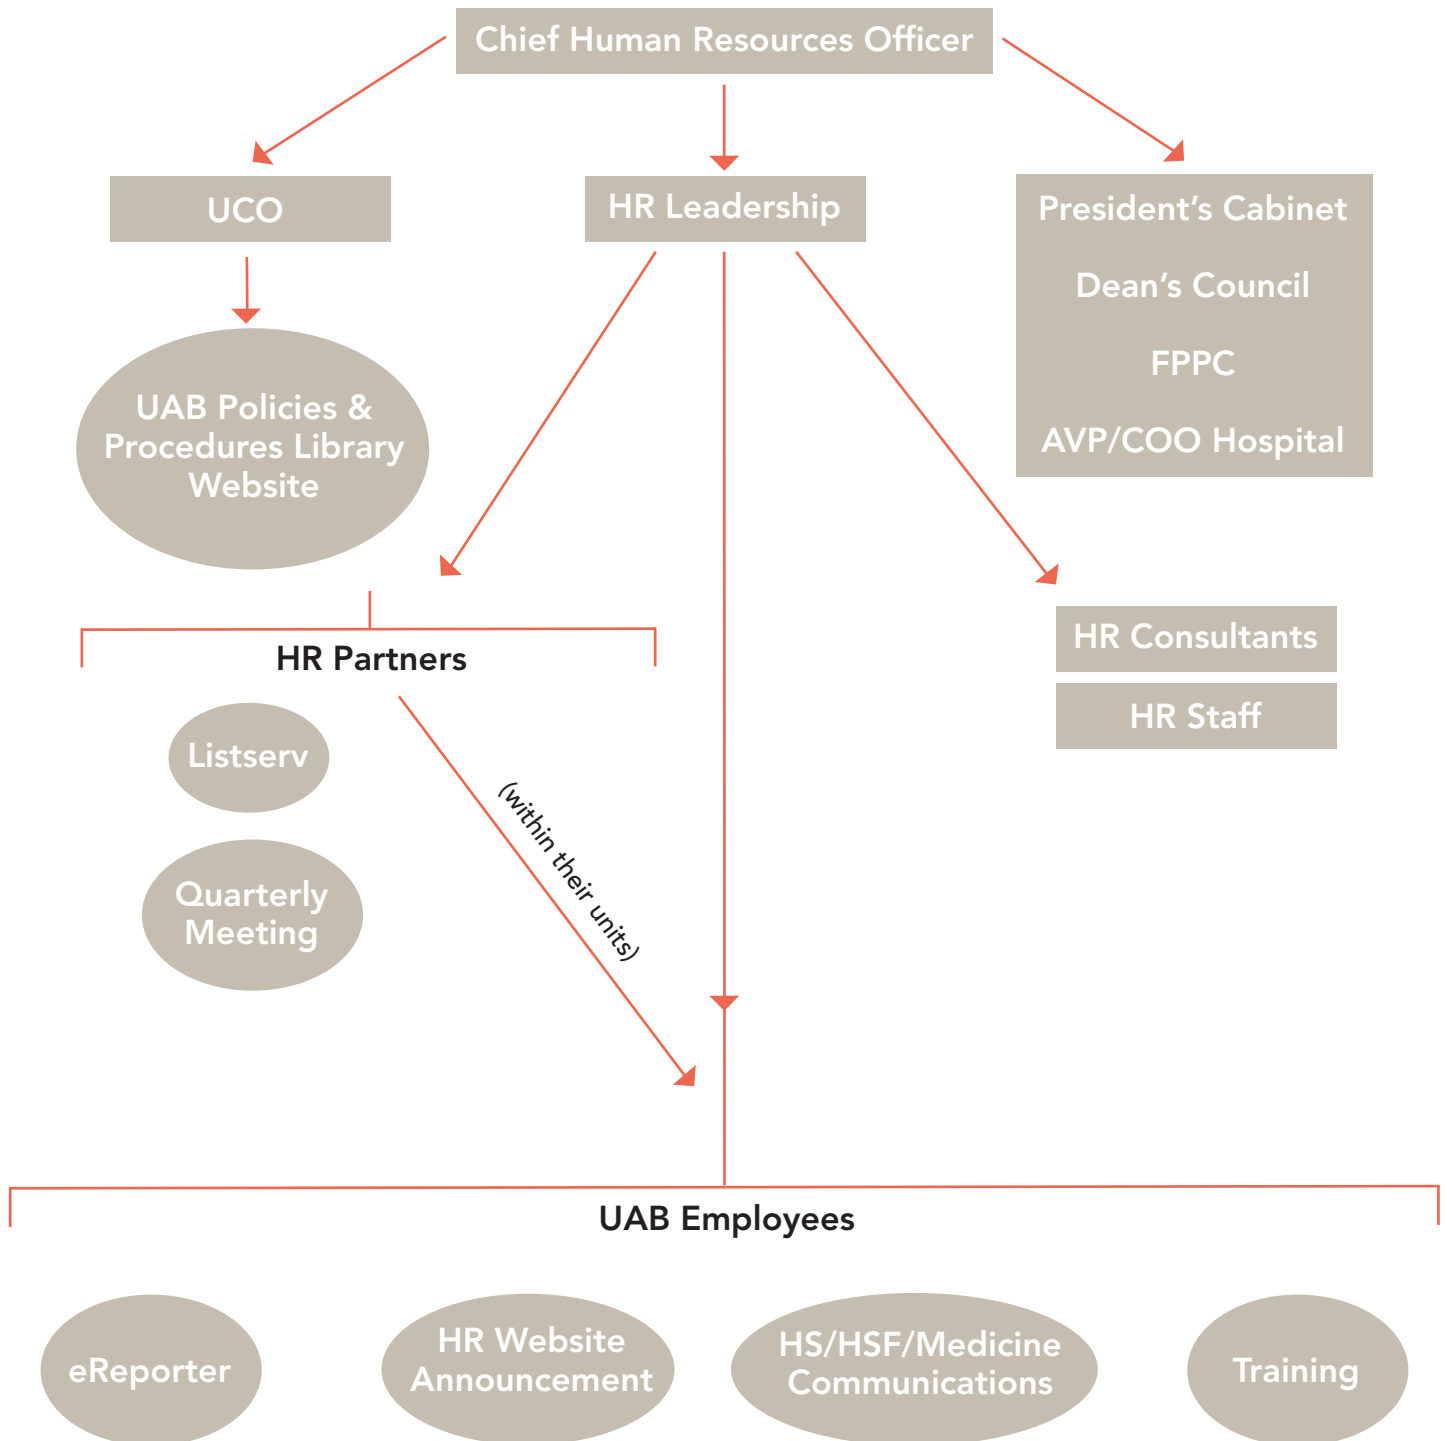 Chief Human Resources Officer
UCO
HR Leadership
President’s Cabinet
Dean’s Council
FPPC
AVP/COO Hospital
UAB Policies &
Procedures Library
Website
HR Partners
Listserv
Quarterly
Meeting
(within their units)
HR Consultants
HR Staff
UAB Employees
eReporter
HR Website
Announcement
HS/HSF/Medicine
Communications
Training